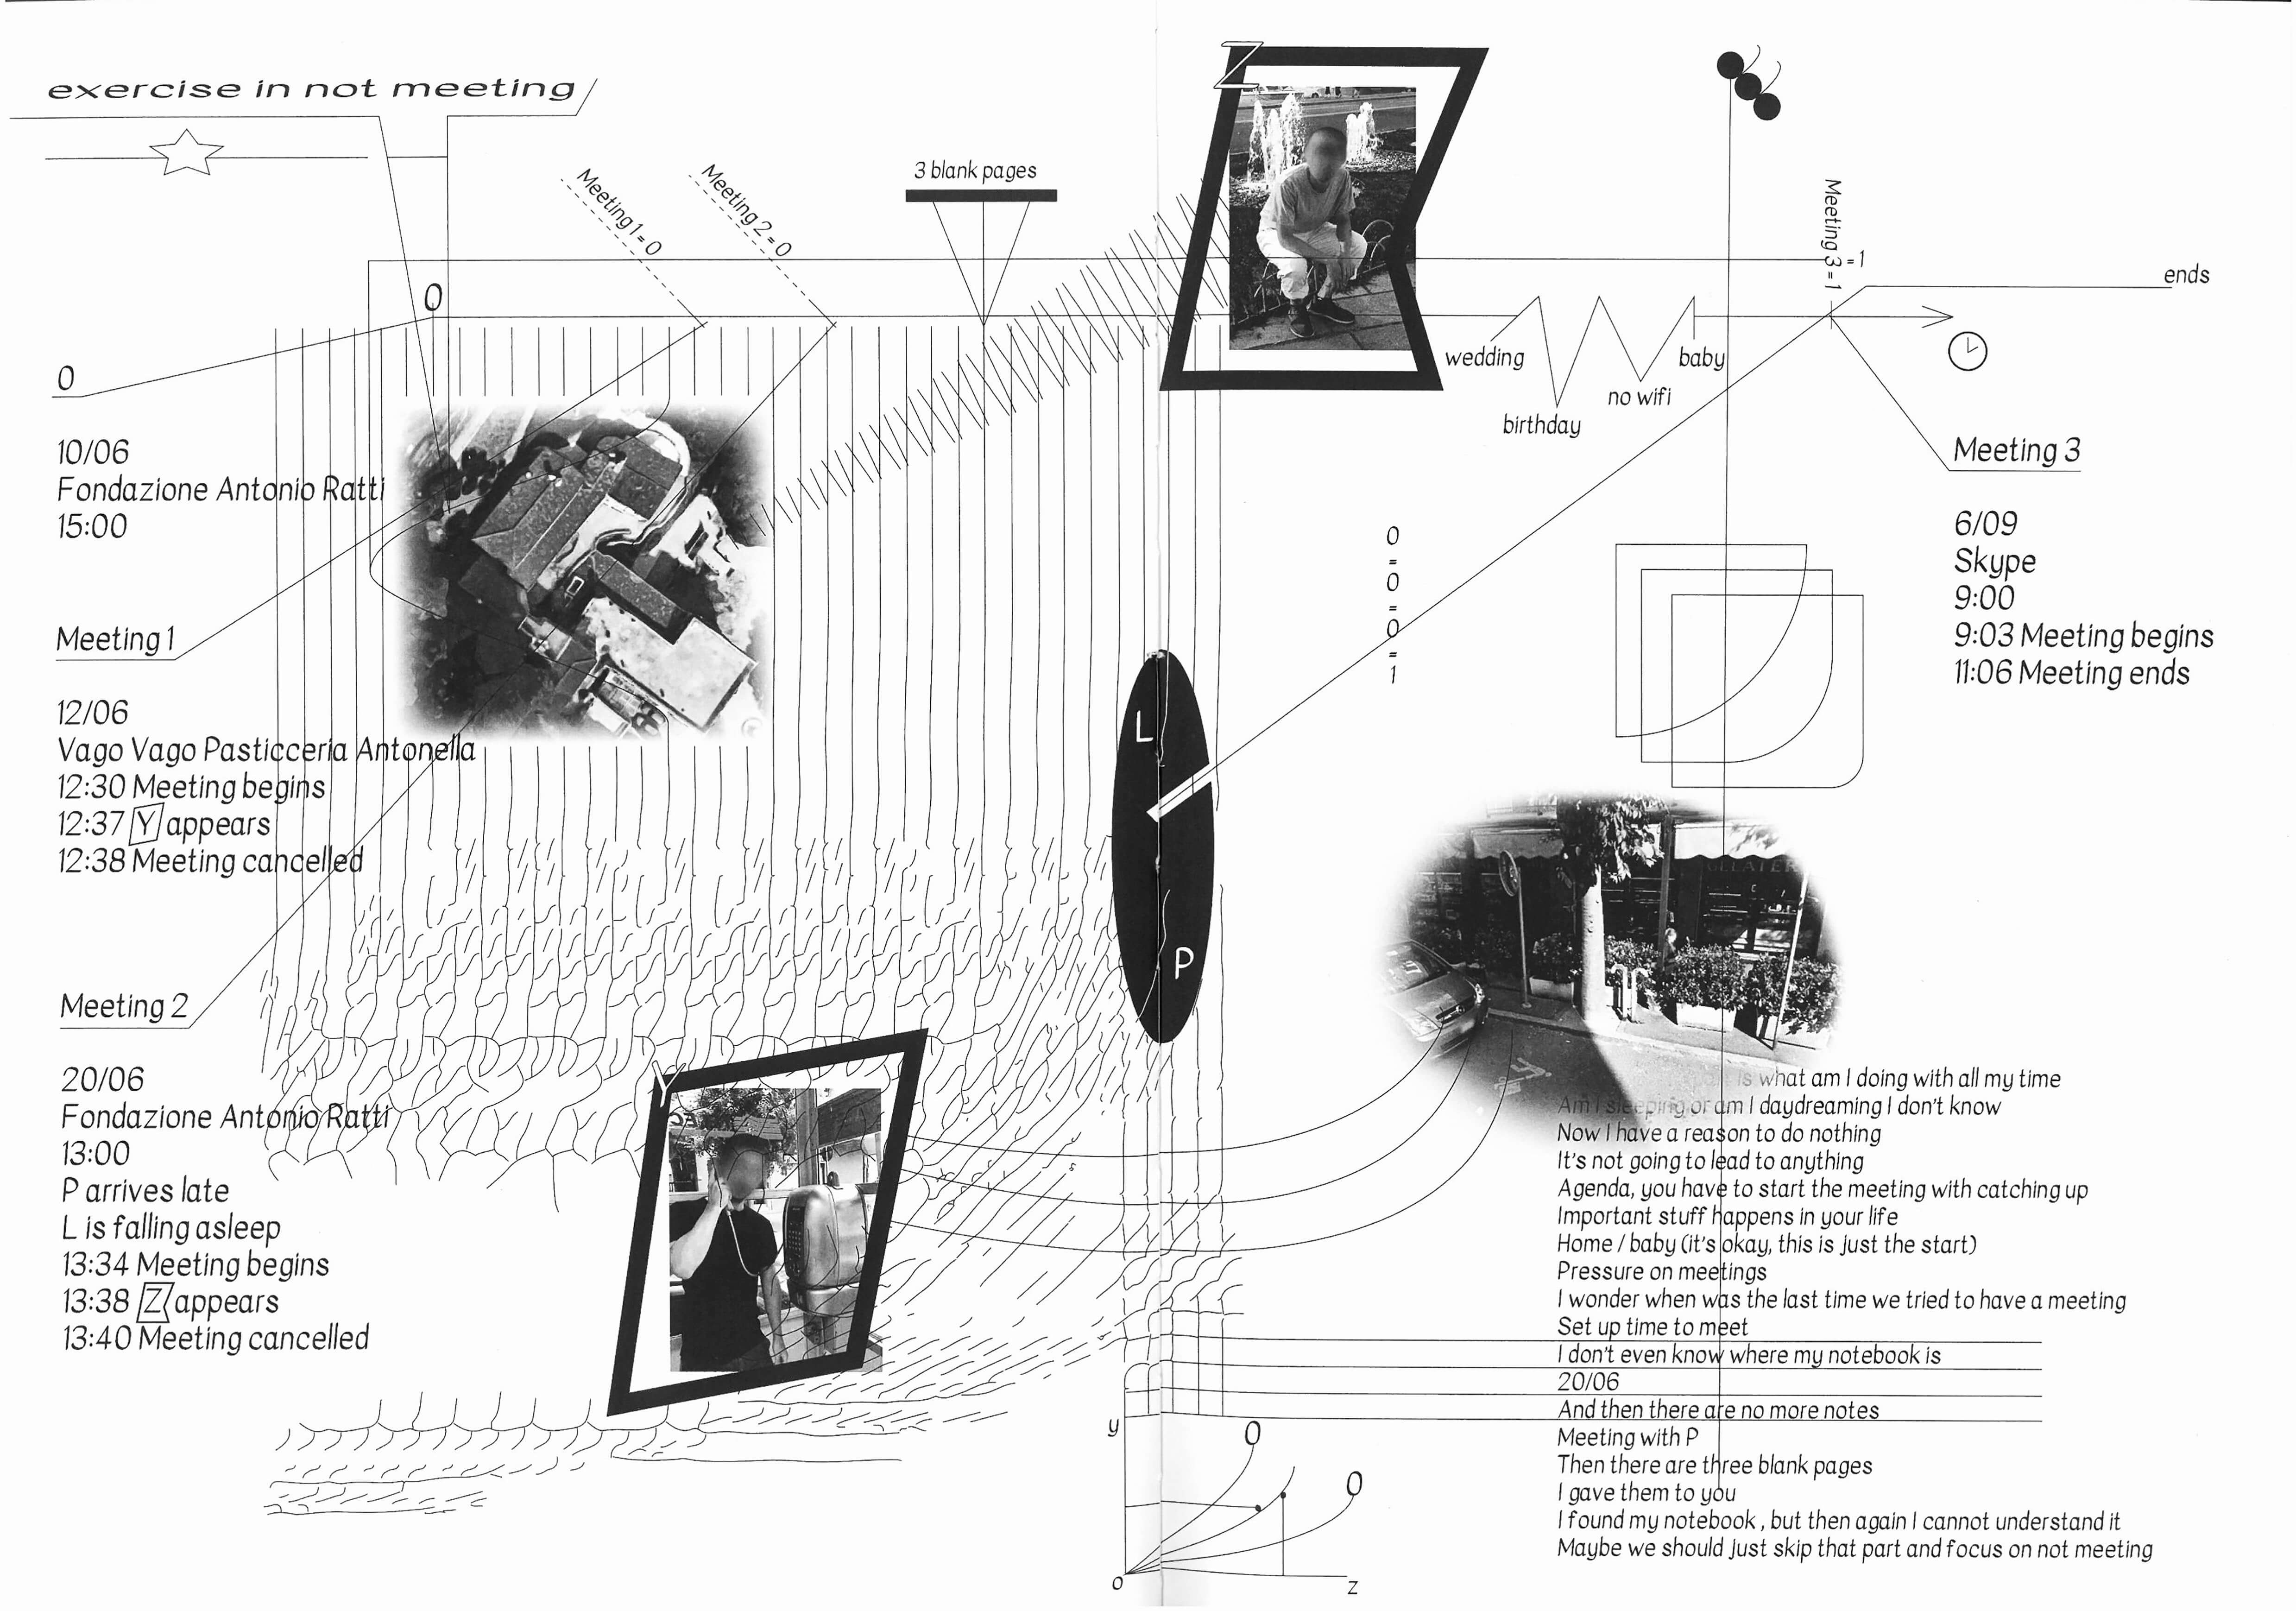 exercise in not meeting
Meeting 1 = 0
Meeting 2 = 0
3 blank pages
Z
Meeting 3 = 1
= 1
ends
0
0
wedding
birthday
no wifi
baby
10/06
Fondazione Antonio Ratti
15:00
Meeting 1
12/06
Vago Vago Pasticceria Antonella
12:30 Meeting begins
12:37 Y appears
12:38 Meeting cancelled
Meeting 2
20/06
Fondazione Antonio Ratti
13:00
P arrives late
L is falling asleep
13:34 Meeting begins
13:38 Z appears
13:40 Meeting cancelled
Y
L
P
0
=
0
=
0
=
1
Meeting 3
6/09
Skype
9:00
9:03 Meeting begins
11:06 Meeting ends
is what am I doing with all my time
Am I sleeping or am I daydreaming I don't know
Now I have a reason to do nothing
It's not going to lead to anything
Agenda, you have to start the meeting with catching up
Important stuff happens in your life
Home / baby (it's okay, this is just the start)
Pressure on meetings
I wonder when was the last time we tried to have a meeting
Set up time to meet
I don't even know where my notebook is
20/06
And then there are no more notes
Meeting with P
Then there are three blank pages
I gave them to you
I found my notebook , but then again I cannot understand it
Maybe we should just skip that part and focus on not meeting
y
0
0
o
z